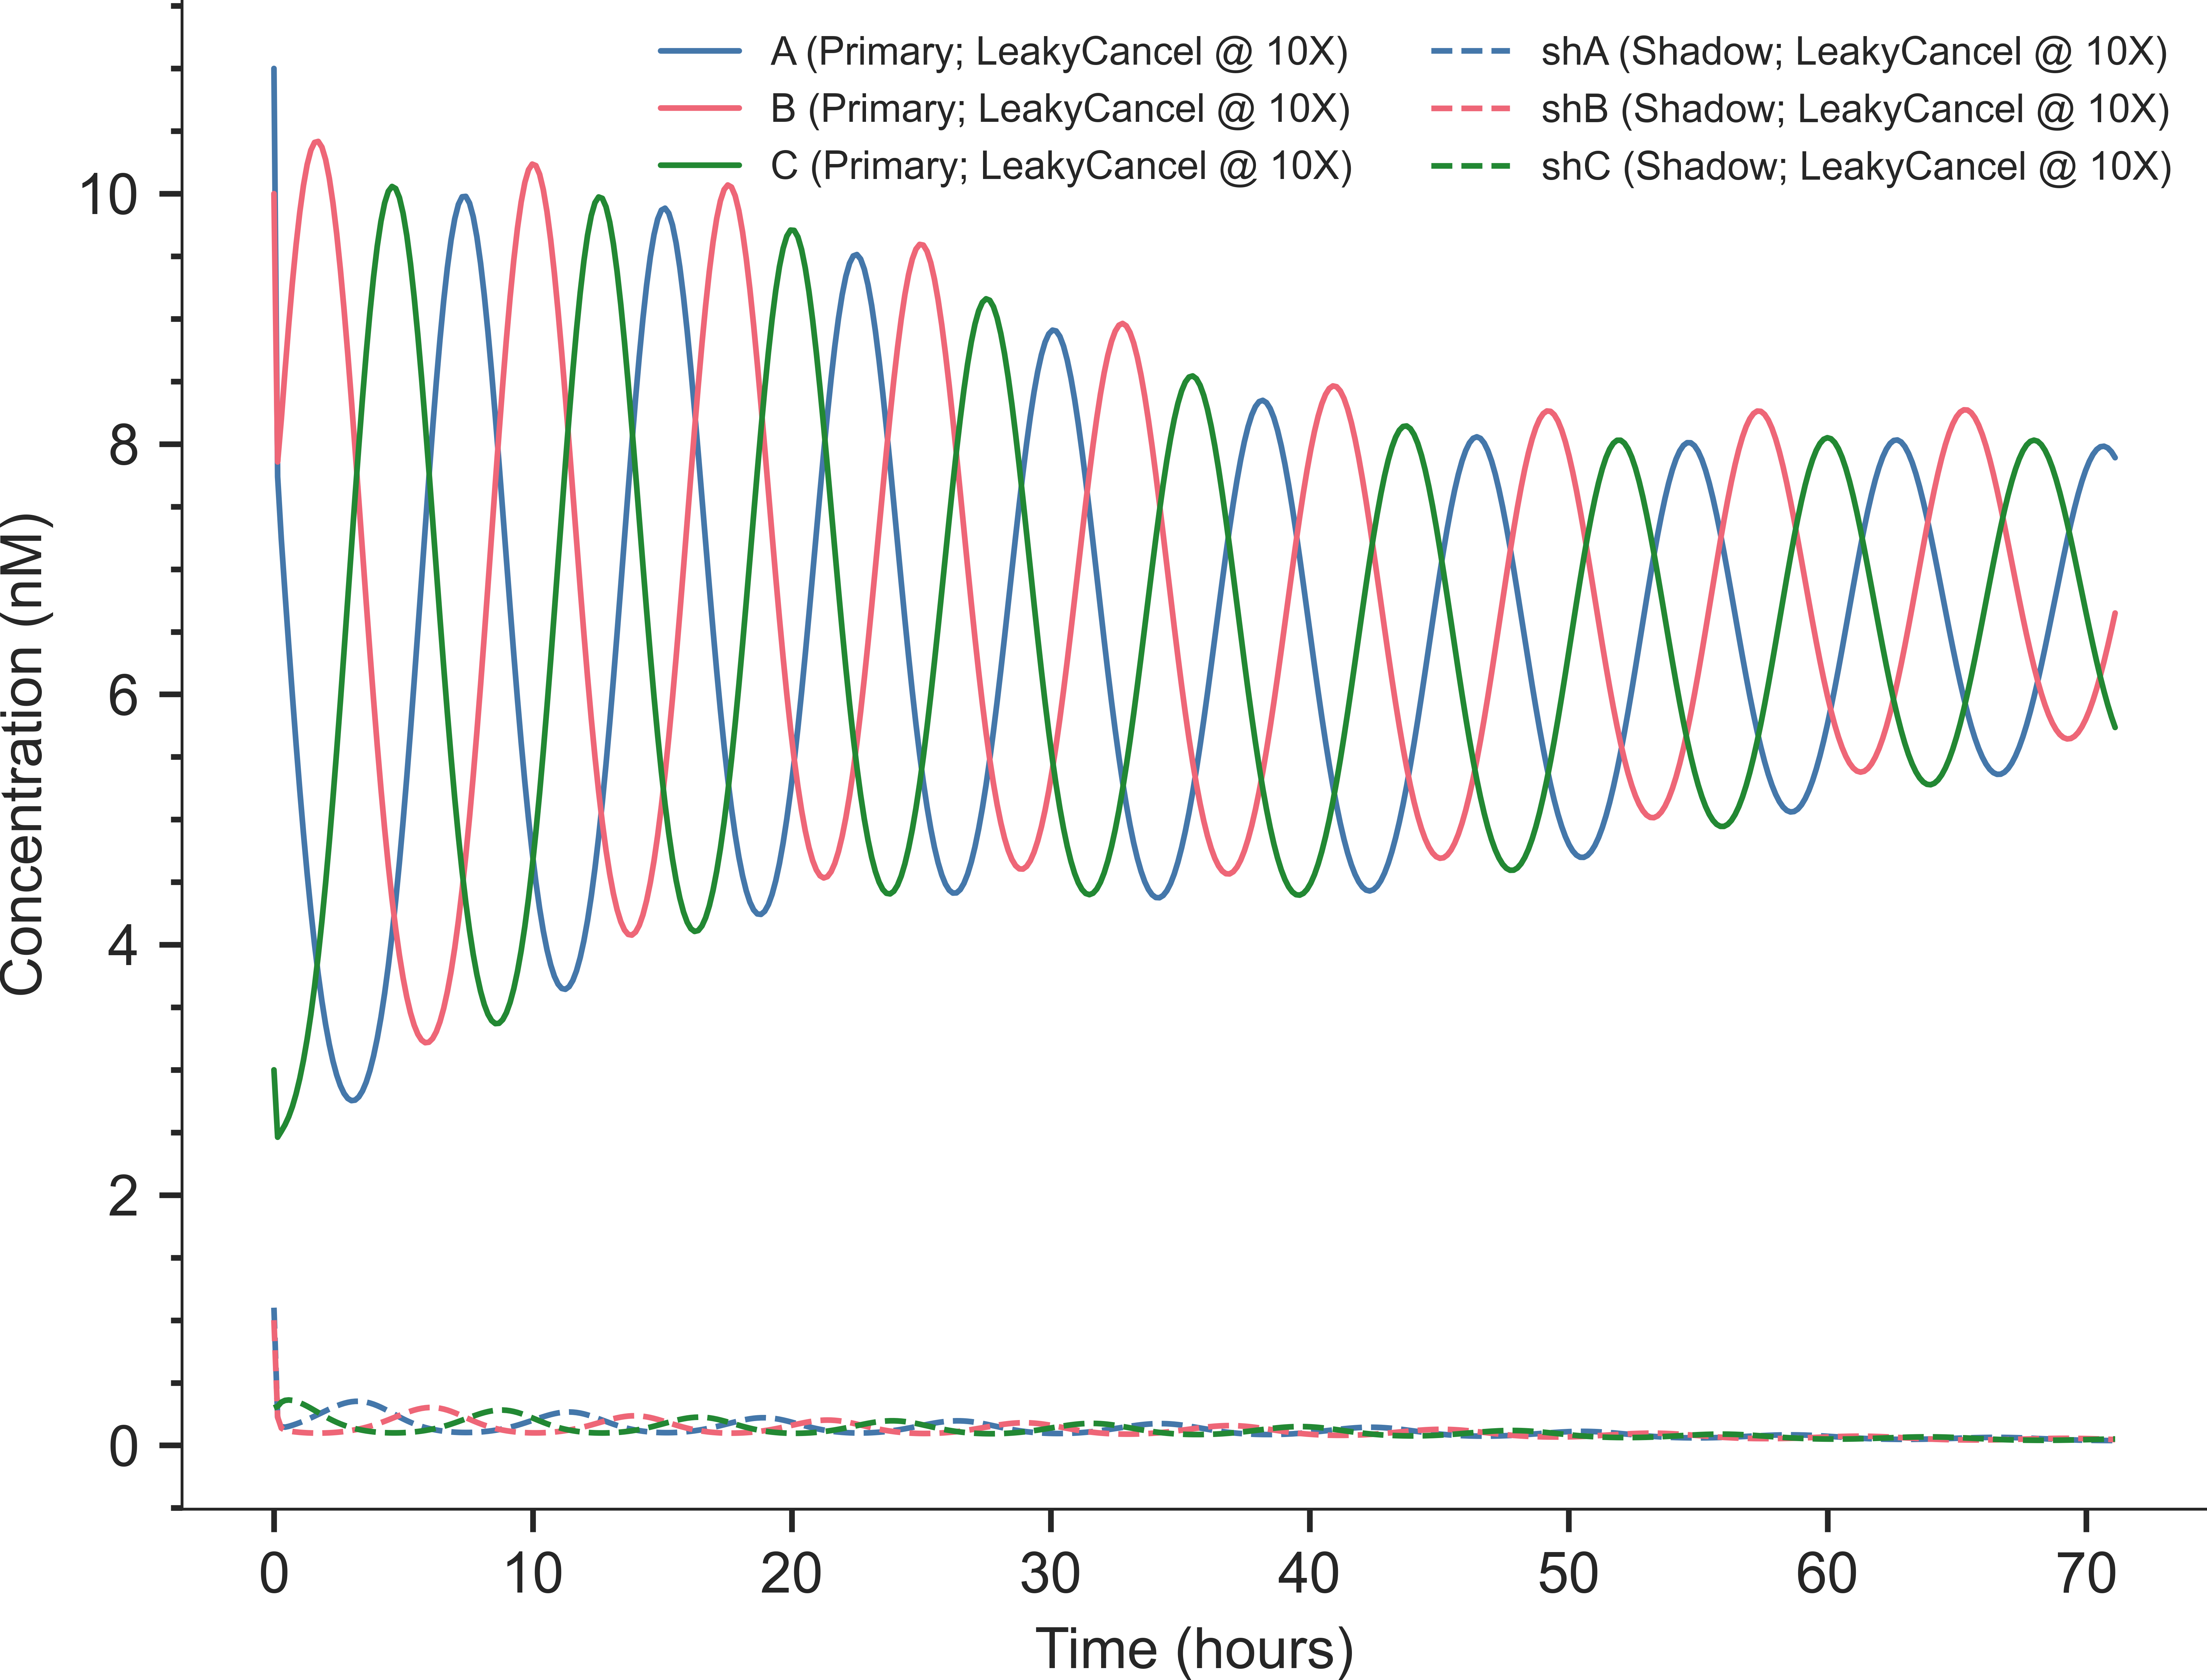 A (Primary; LeakyCancel @ 10X)
B (Primary; LeakyCancel @ 10X)
C (Primary; LeakyCancel @ 10X)
shA (Shadow; LeakyCancel @ 10X)
shB (Shadow; LeakyCancel @ 10X)
shC (Shadow; LeakyCancel @ 10X)
Concentration (nM)
10
8
6
4
2
0
0 10 20 30 40 50 60 70
Time (hours)